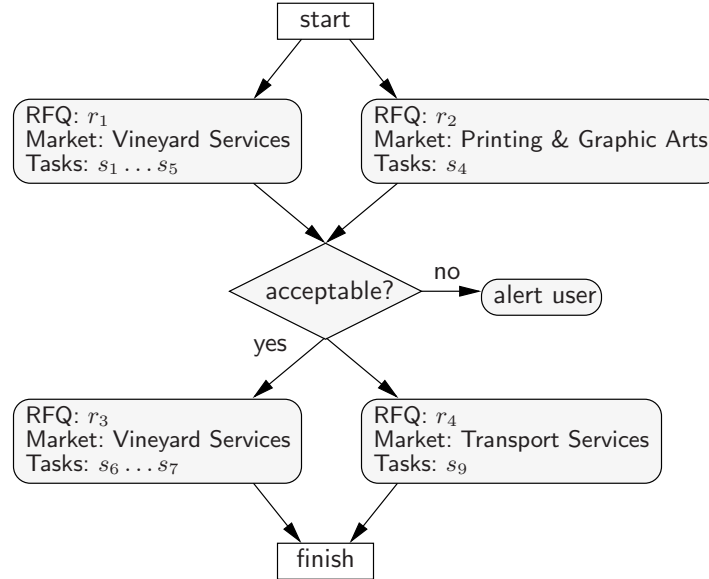 start
RFQ: r₁
Market: Vineyard Services
Tasks: s₁ … s₅
RFQ: r₂
Market: Printing & Graphic Arts
Tasks: s₄
acceptable?
no
alert user
yes
RFQ: r₃
Market: Vineyard Services
Tasks: s₆ … s₇
RFQ: r₄
Market: Transport Services
Tasks: s₉
finish